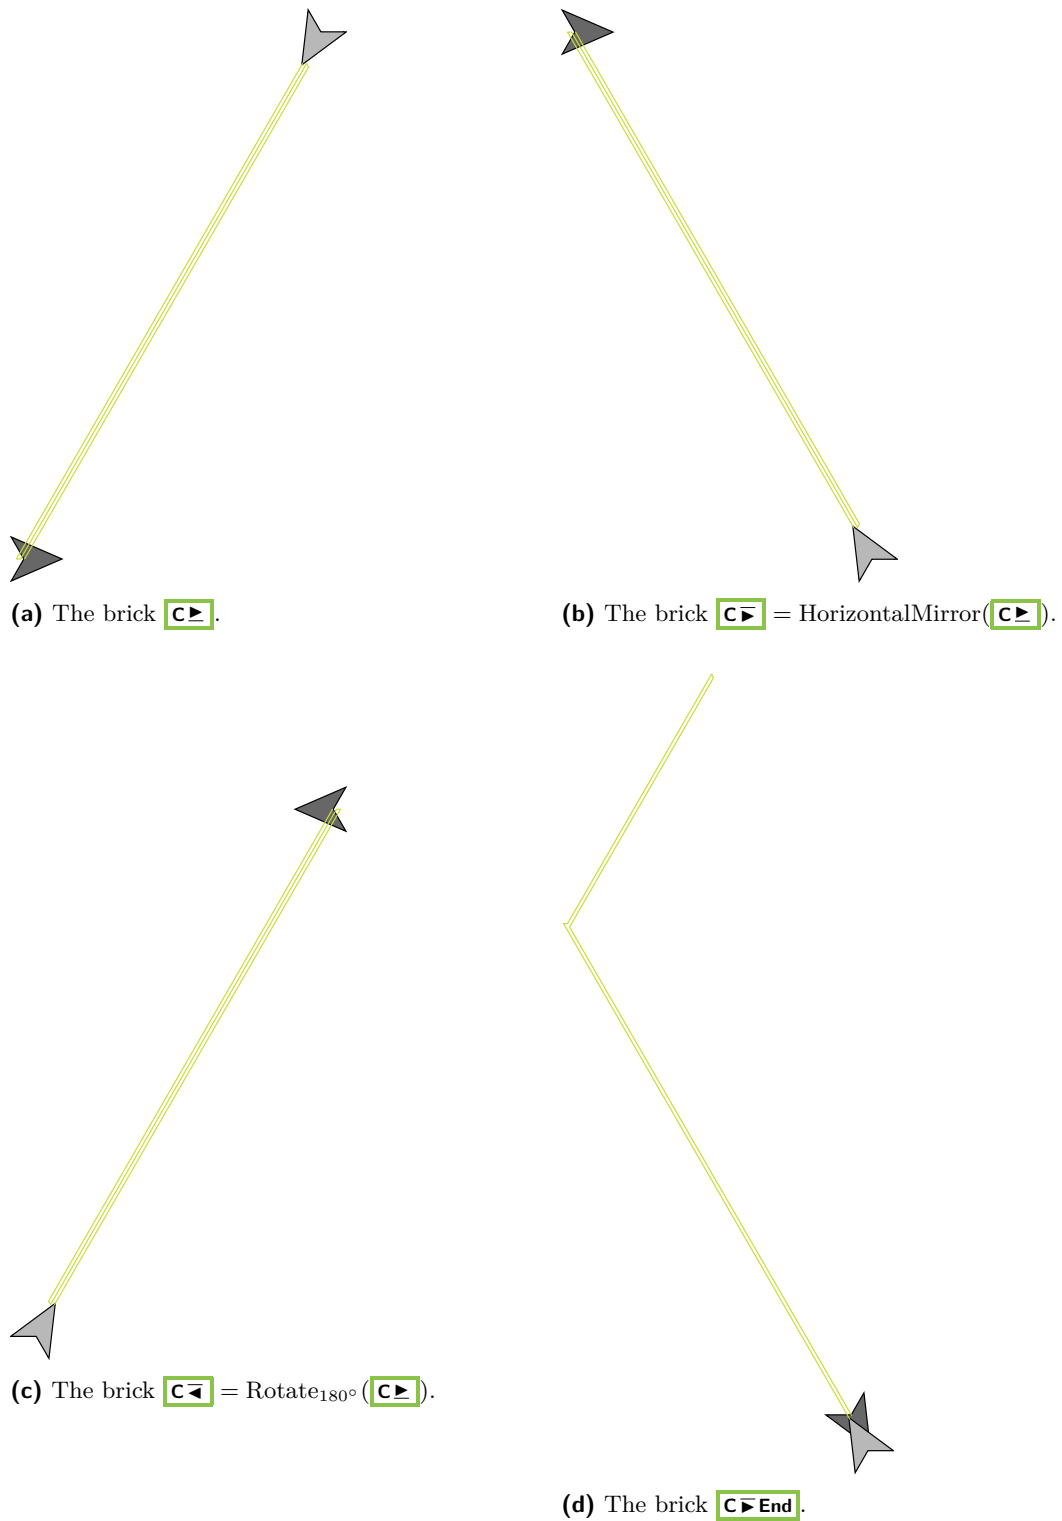 (a) The brick C►.
(b) The brick C► = HorizontalMirror(C►).
(c) The brick C◄ = Rotate180°(C►).
(d) The brick C►End.